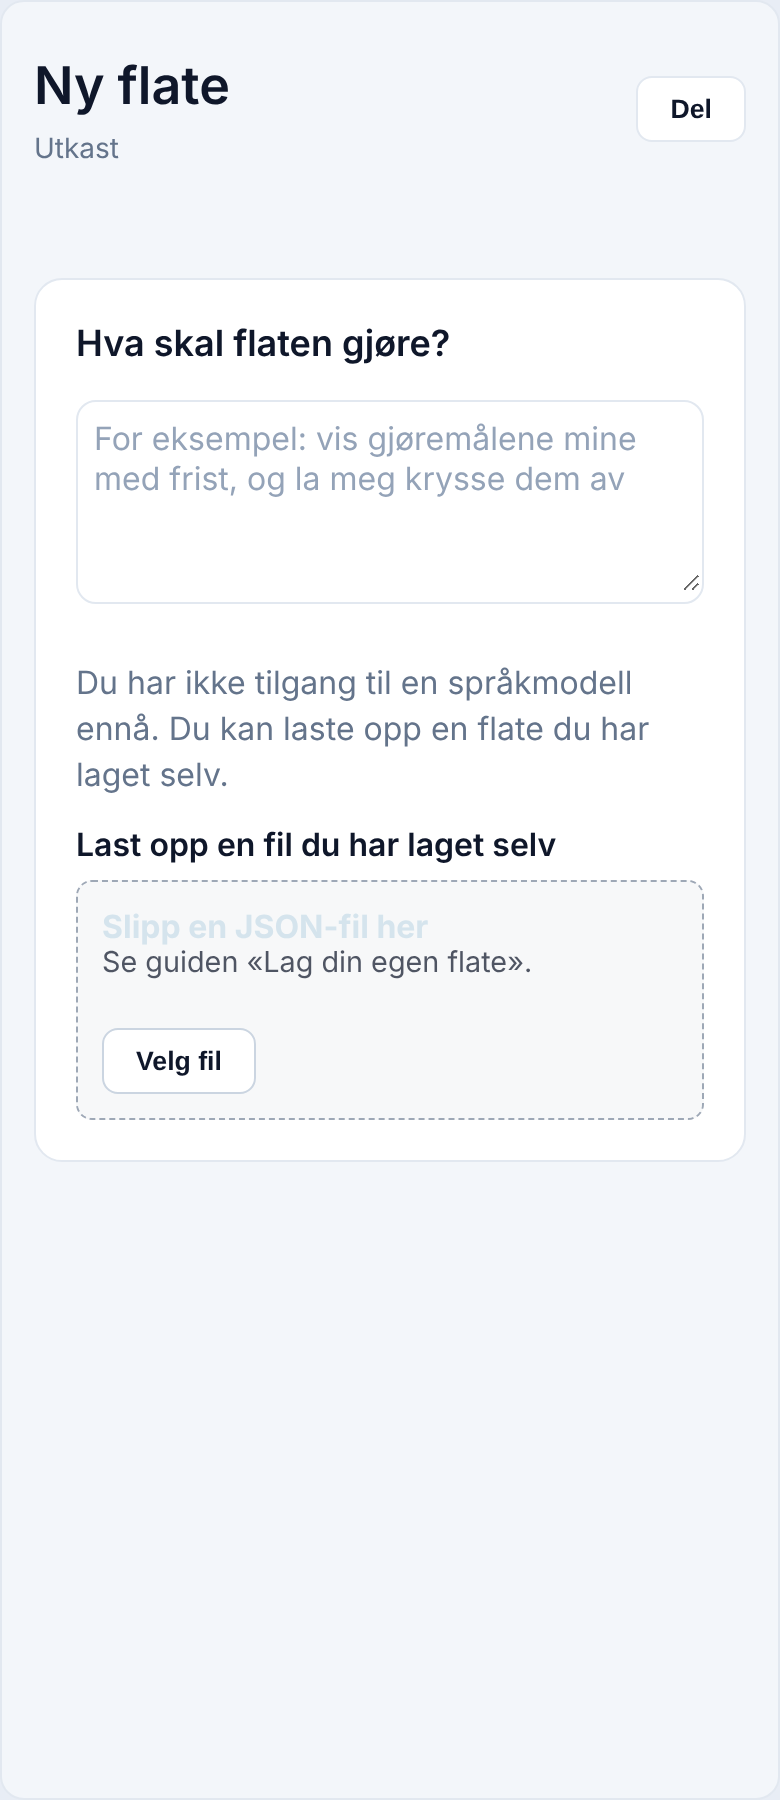 Ny flate
Del
Utkast
Hva skal flaten gjøre?
For eksempel: vis gjøremålene mine
med frist, og la meg krysse dem av
Du har ikke tilgang til en språkmodell
ennå. Du kan laste opp en flate du har
laget selv.
Last opp en fil du har laget selv
Slipp en JSON-fil her
Se guiden «Lag din egen flate».
Velg fil